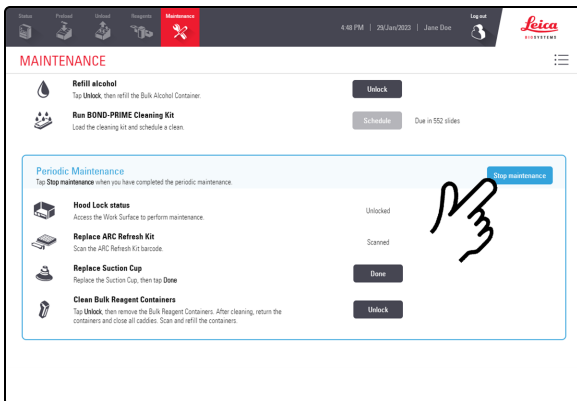 Status Preload Unload Reagents Maintenance
4:48 PM | 29/Jan/2023 | Jane Doe
Log out
Leica
BIOSYSTEMS
MAINTENANCE
Refill alcohol
Tap Unlock, then refill the Bulk Alcohol Container.
Unlock
Run BOND-PRIME Cleaning Kit
Load the cleaning kit and schedule a clean.
Schedule
Due in 552 slides
Periodic Maintenance
Tap Stop maintenance when you have completed the periodic maintenance.
Stop maintenance
Hood Lock status
Access the Work Surface to perform maintenance.
Unlocked
Replace ARC Refresh Kit
Scan the ARC Refresh Kit barcode.
Scanned
Replace Suction Cup
Replace the Suction Cup, then tap Done
Done
Clean Bulk Reagent Containers
Tap Unlock, then remove the Bulk Reagent Containers. After cleaning, return the
containers and close all caddies. Scan and refill the containers.
Unlock